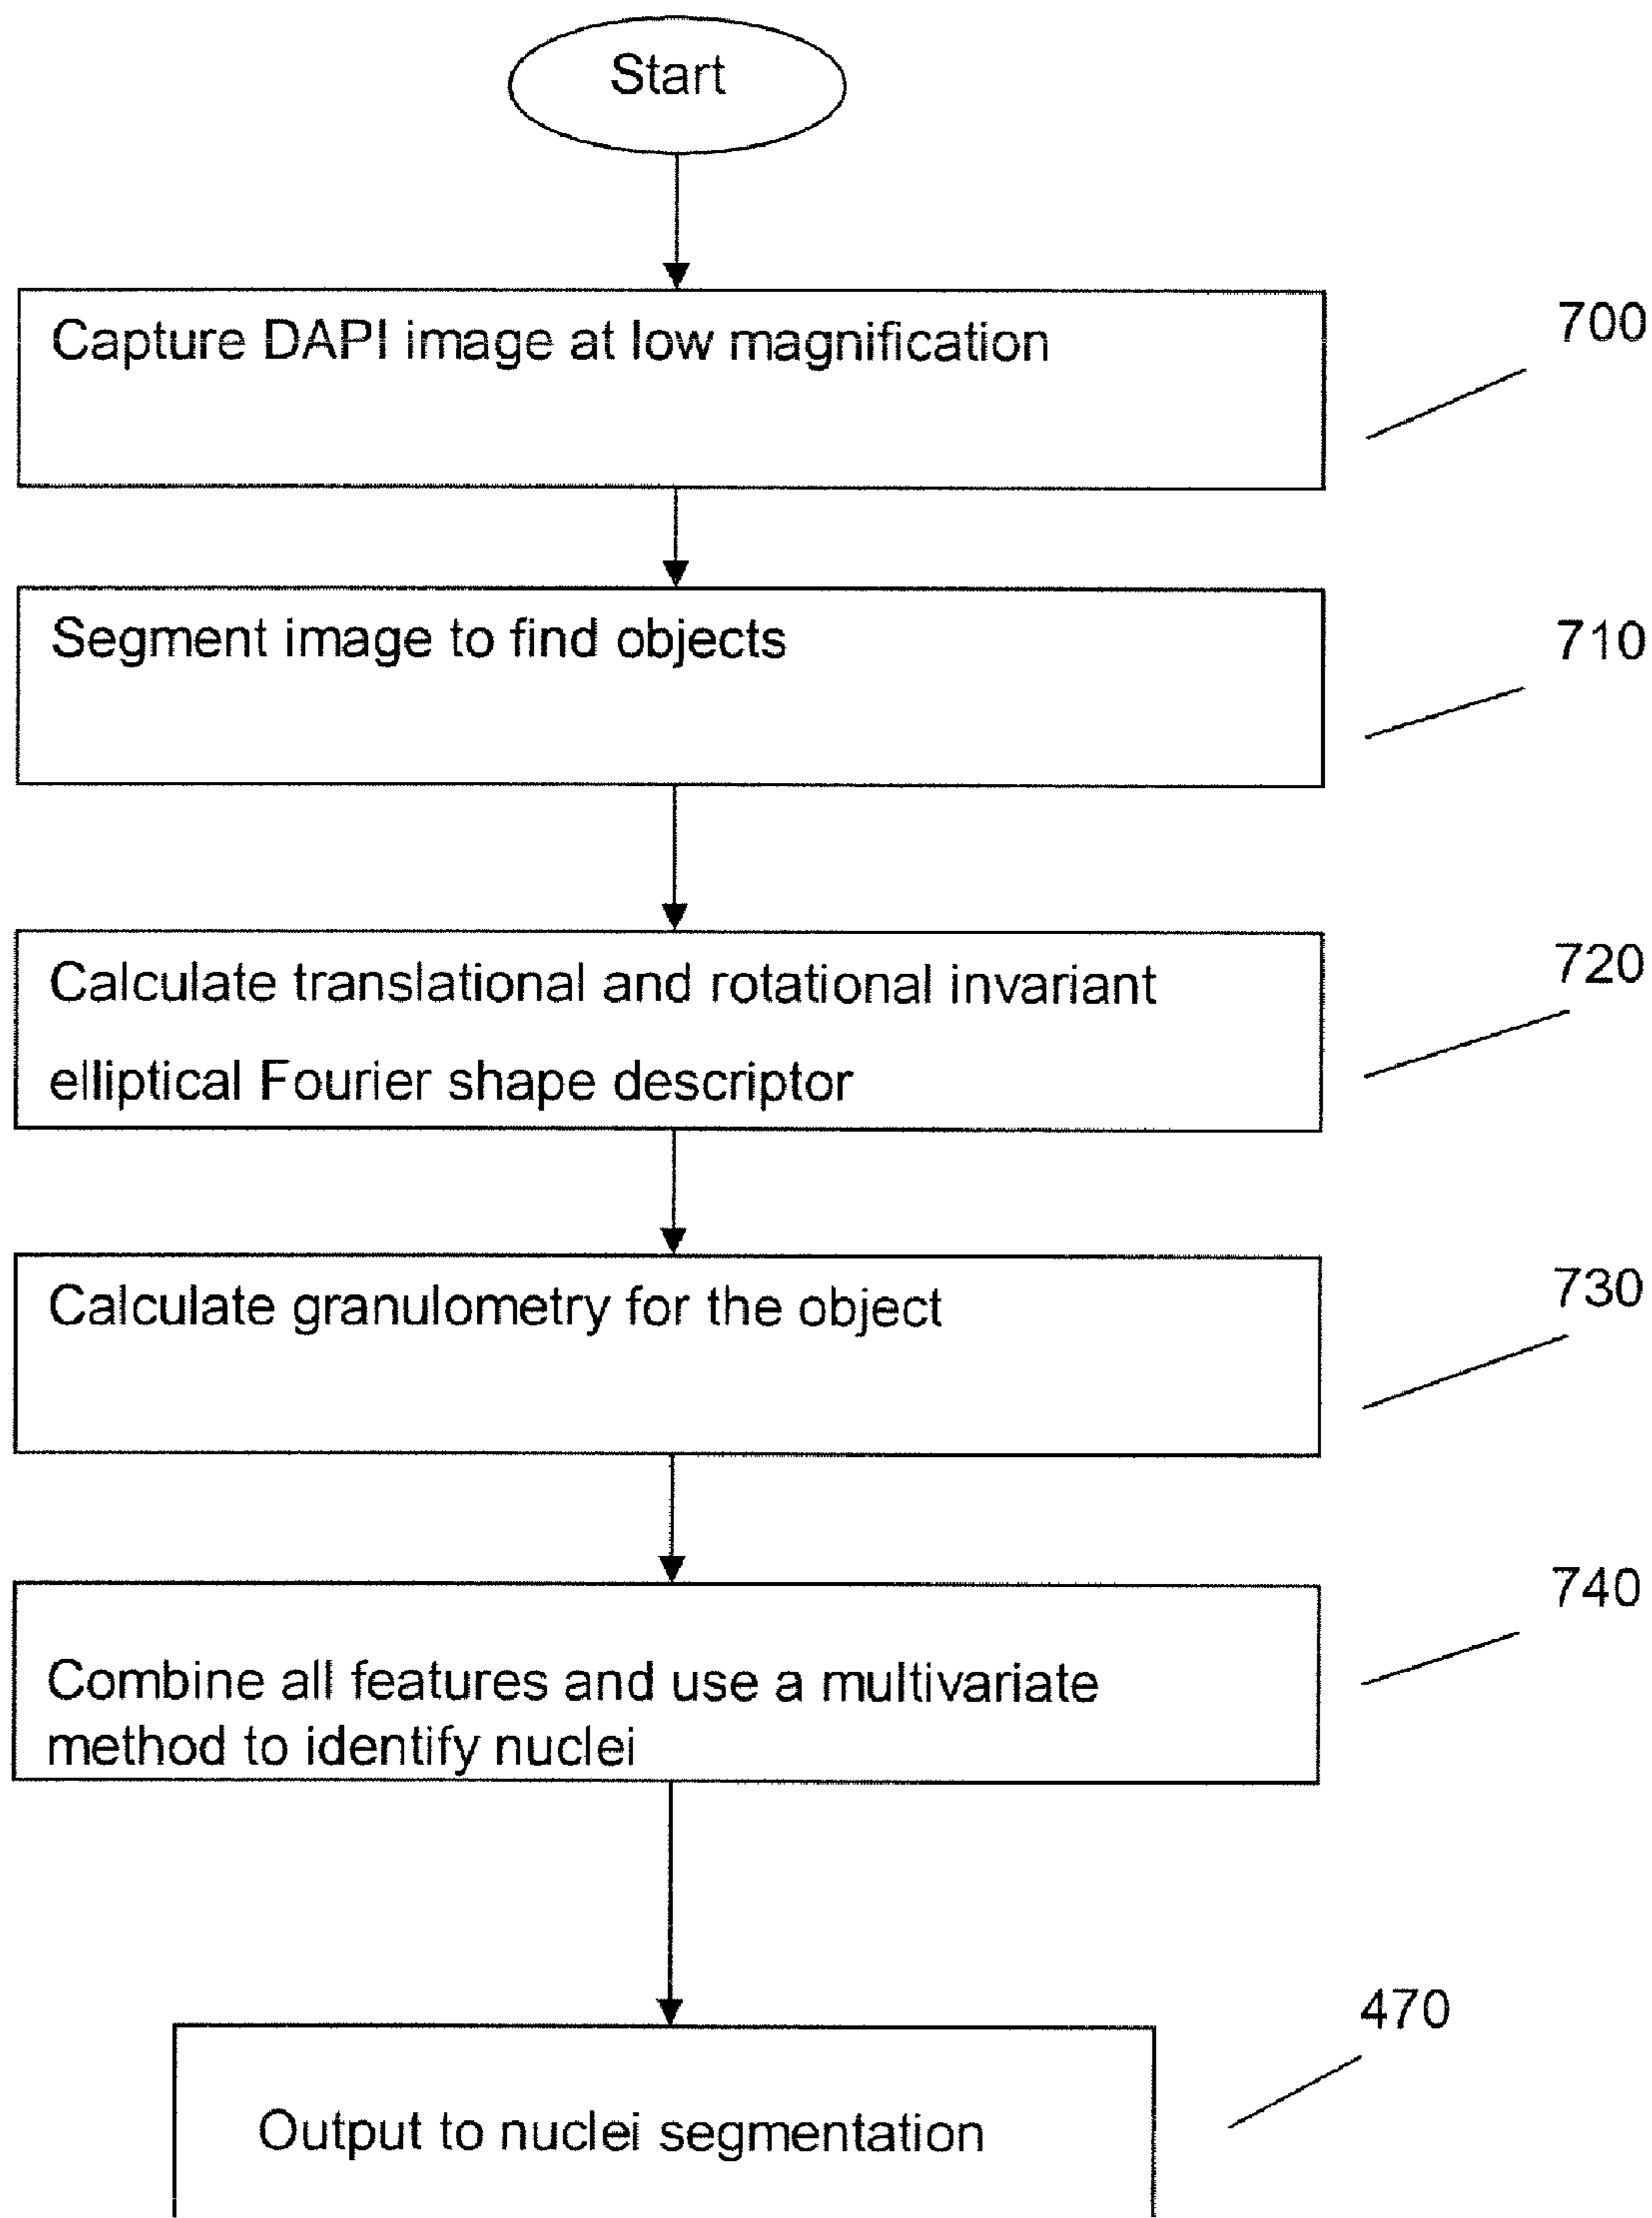 Start
Capture DAPI image at low magnification
700
Segment image to find objects
710
Calculate translational and rotational invariant
elliptical Fourier shape descriptor
720
Calculate granulometry for the object
730
Combine all features and use a multivariate
method to identify nuclei
740
Output to nuclei segmentation
470